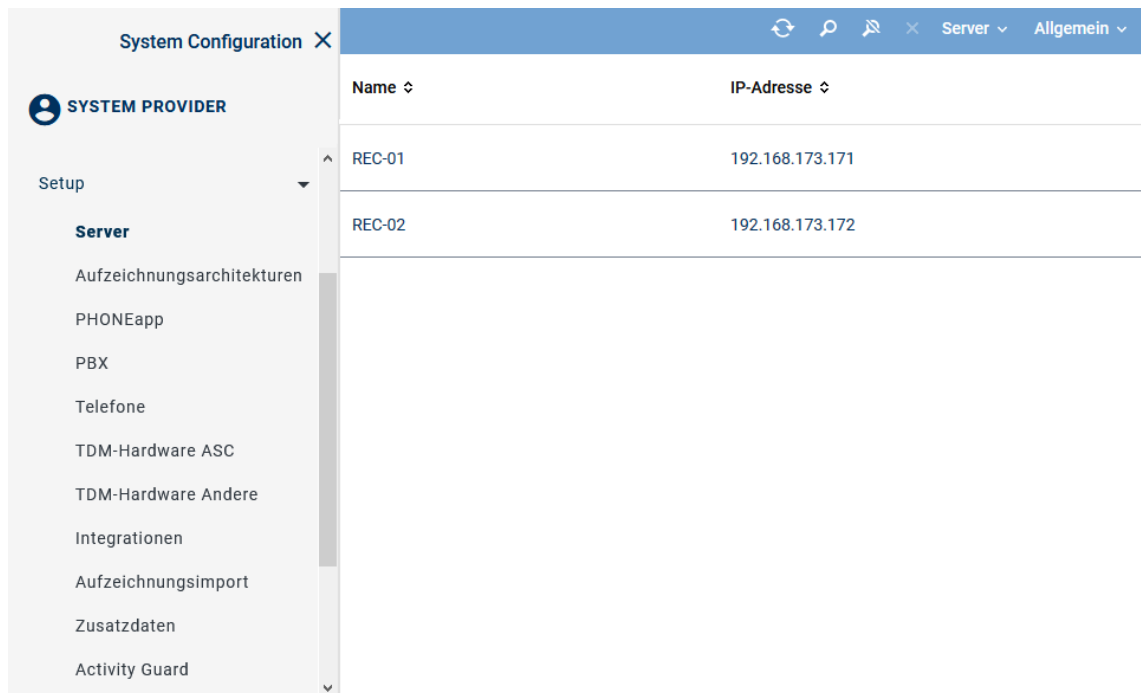 System Configuration
SYSTEM PROVIDER
Setup
Server
Aufzeichnungsarchitekturen
PHONEapp
PBX
Telefone
TDM-Hardware ASC
TDM-Hardware Andere
Integrationen
Aufzeichnungsimport
Zusatzdaten
Activity Guard
Server Allgemein
Name IP-Adresse
REC-01 192.168.173.171
REC-02 192.168.173.172